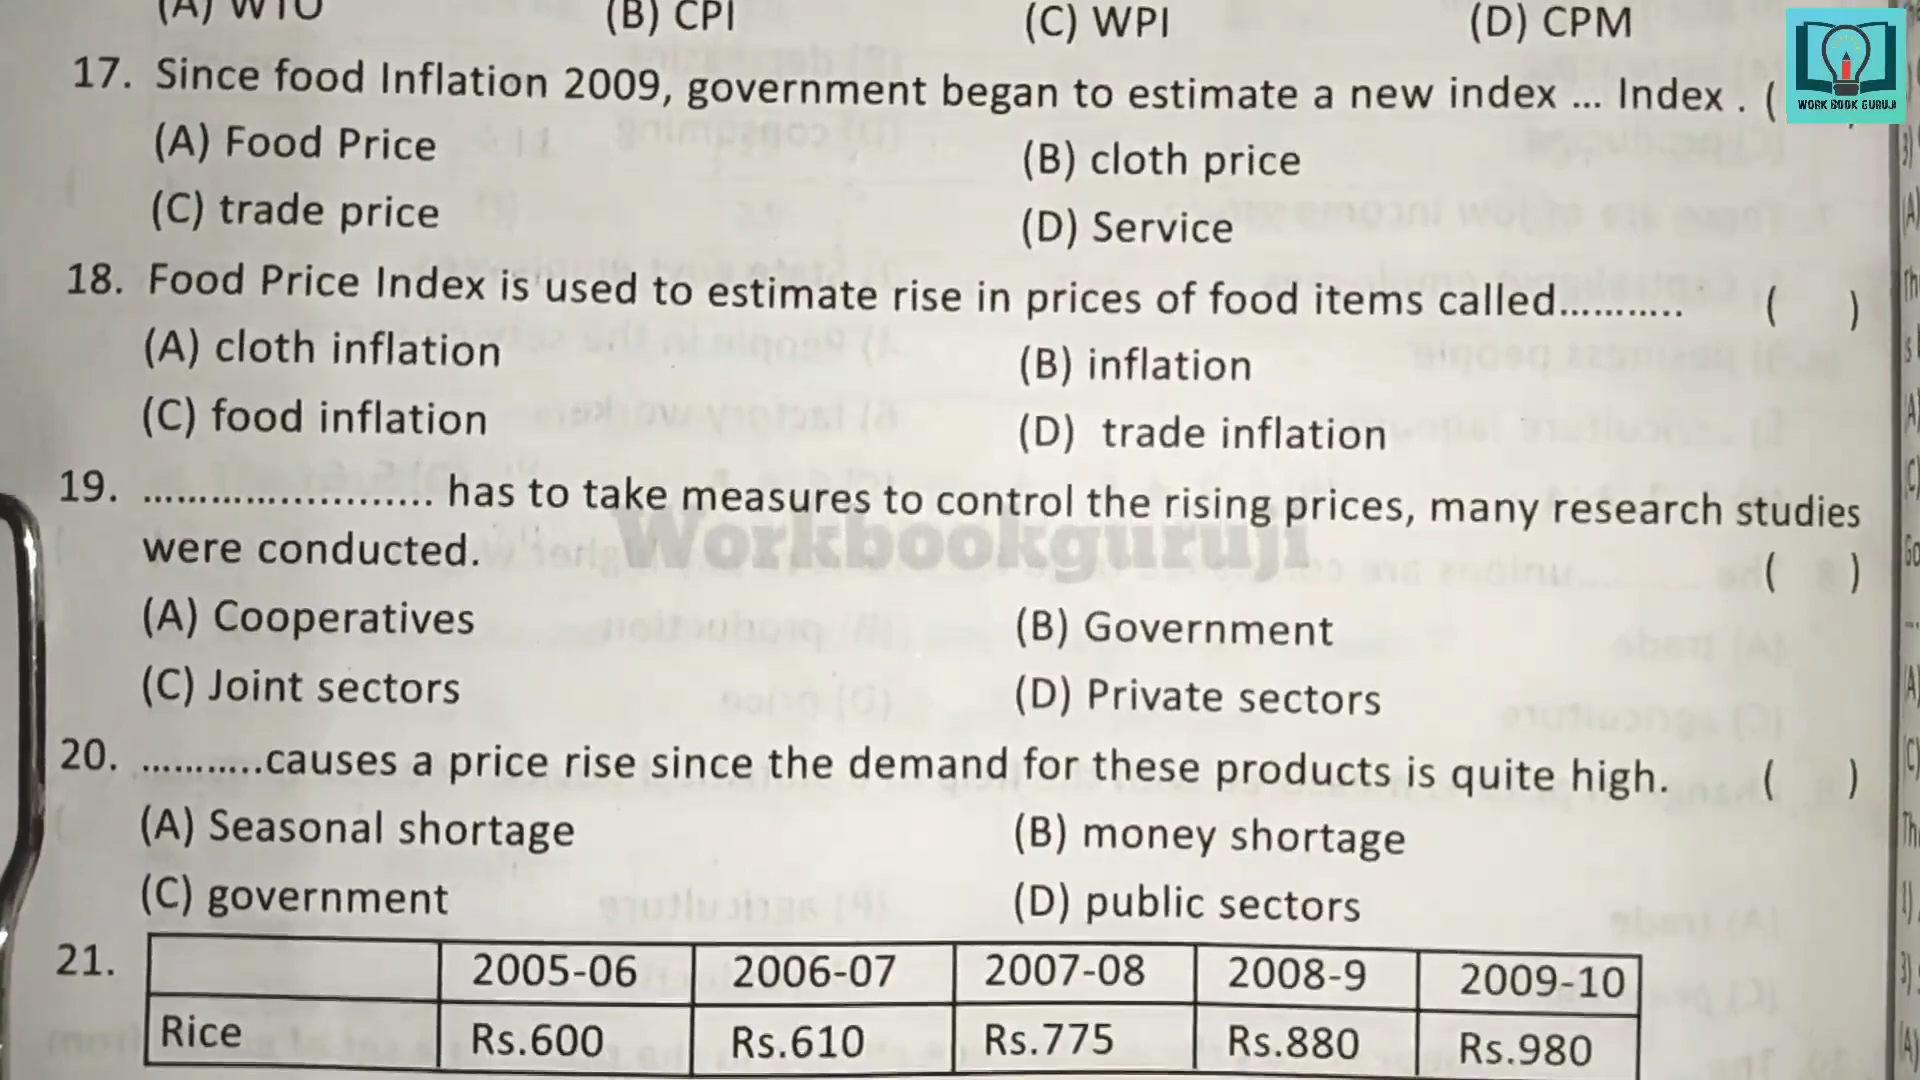 (A) WTO (B) CPI (C) WPI (D) CPM
17. Since food Inflation 2009, government began to estimate a new index ... Index . (
(A) Food Price (B) cloth price
(C) trade price (D) Service
18. Food Price Index is used to estimate rise in prices of food items called........... ( )
(A) cloth inflation (B) inflation
(C) food inflation (D) trade inflation
19. .......................... has to take measures to control the rising prices, many research studies
were conducted. ( )
(A) Cooperatives (B) Government
(C) Joint sectors (D) Private sectors
20. ...........causes a price rise since the demand for these products is quite high. ( )
(A) Seasonal shortage (B) money shortage
(C) government (D) public sectors
21. 2005-06 2006-07 2007-08 2008-9 2009-10
Rice Rs.600 Rs.610 Rs.775 Rs.880 Rs.980
WORK BOOK GURUJI
Workbookguruji